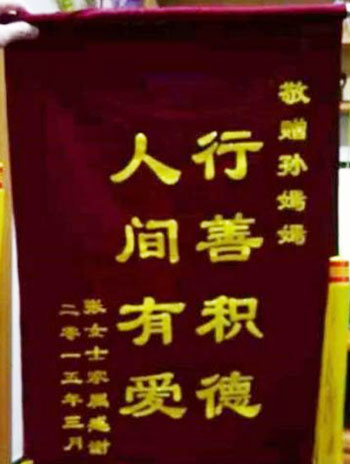 敬赠孙嫣嫣
行善积德
人间有爱
张女士家属感谢
二零一五年三月